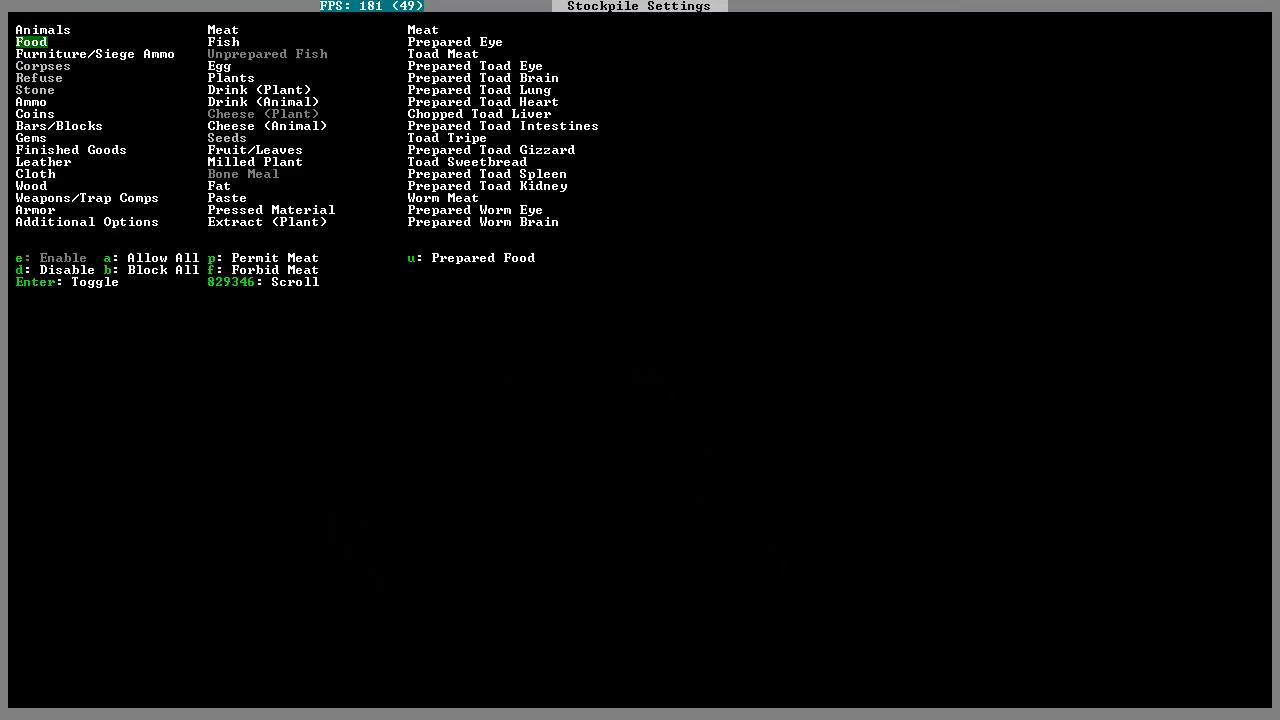 FPS: 181 (49) Stockpile Settings
Animals Meat Meat
Food Fish Prepared Eye
Furniture/Siege Ammo Unprepared Fish Toad Meat
Corpses Egg Prepared Toad Eye
Refuse Plants Prepared Toad Brain
Stone Drink (Plant) Prepared Toad Lung
Ammo Drink (Animal) Prepared Toad Heart
Coins Cheese (Plant) Chopped Toad Liver
Bars/Blocks Cheese (Animal) Prepared Toad Intestines
Gems Seeds Toad Tripe
Finished Goods Fruit/Leaves Prepared Toad Gizzard
Leather Milled Plant Toad Sweetbread
Cloth Bone Meal Prepared Toad Spleen
Wood Fat Prepared Toad Kidney
Weapons/Trap Comps Paste Worm Meat
Armor Pressed Material Prepared Worm Eye
Additional Options Extract (Plant) Prepared Worm Brain
e: Enable a: Allow All p: Permit Meat u: Prepared Food
d: Disable b: Block All f: Forbid Meat
Enter: Toggle 829346: Scroll